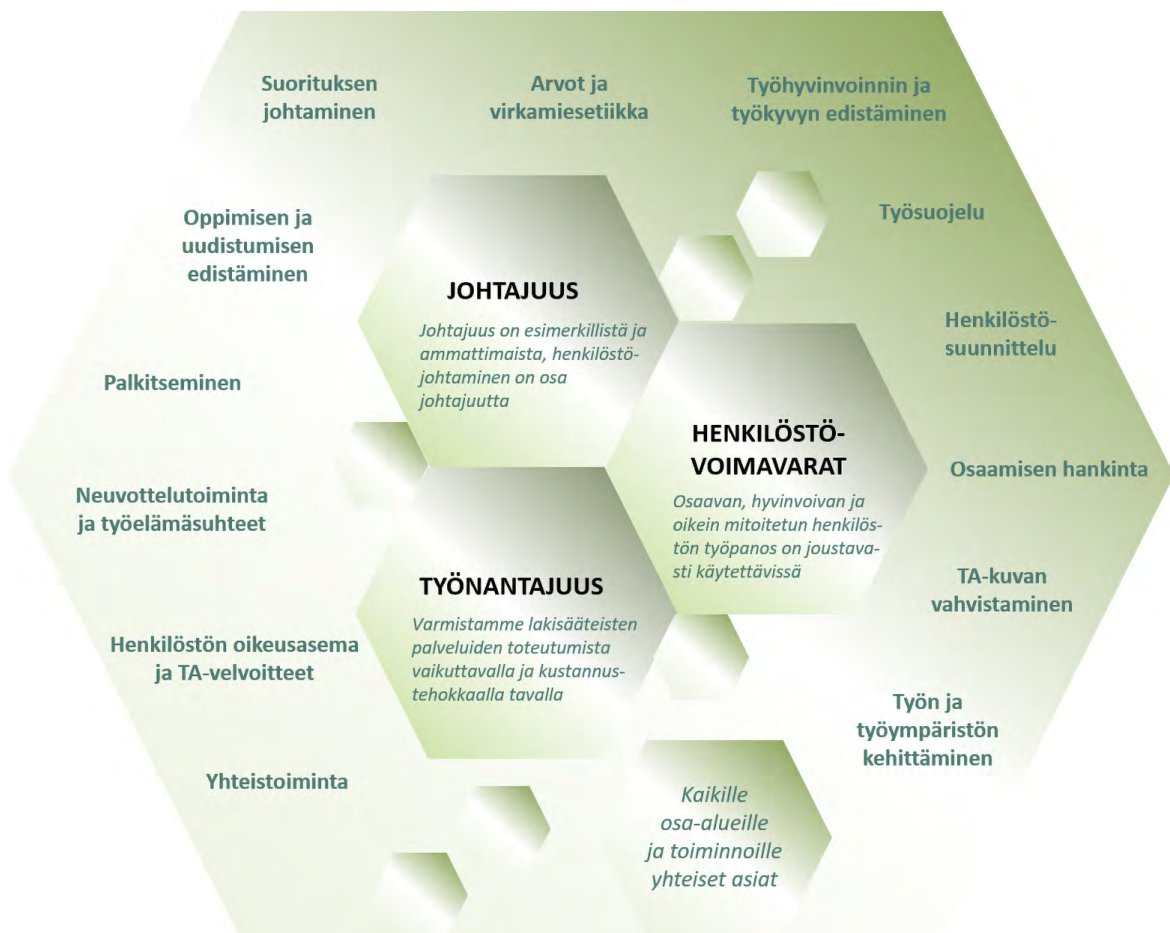 Suorituksen
johtaminen
Arvot ja
virkamiesetiikka
Työhyvinvoinnin ja
työkyvyn edistäminen
Oppimisen ja
uudistumisen
edistäminen
Työsuojelu
JOHTAJUUS
Johtajuus on esimerkillistä ja
ammattimaista, henkilöstö-
johtaminen on osa
johtajuutta
Henkilöstö-
suunnittelu
Palkitseminen
HENKILÖSTÖ-
VOIMAVARAT
Osaavan, hyvinvoivan ja
oikein mitoitetun henkilös-
tön työpanos on joustava-
sti käytettävissä
Osaamisen hankinta
Neuvottelutoiminta
ja työelämäsuhteet
TYÖNANTAJUUS
Varmistamme lakisääteisten
palveluiden toteutumista
vaikuttavalla ja kustannus-
tehokkaalla tavalla
TA-kuvan
vahvistaminen
Henkilöstön oikeusasema
ja TA-velvoitteet
Työn ja
työympäristön
kehittäminen
Yhteistoiminta
Kaikille
osa-alueille
ja toiminnoille
yhteiset asiat